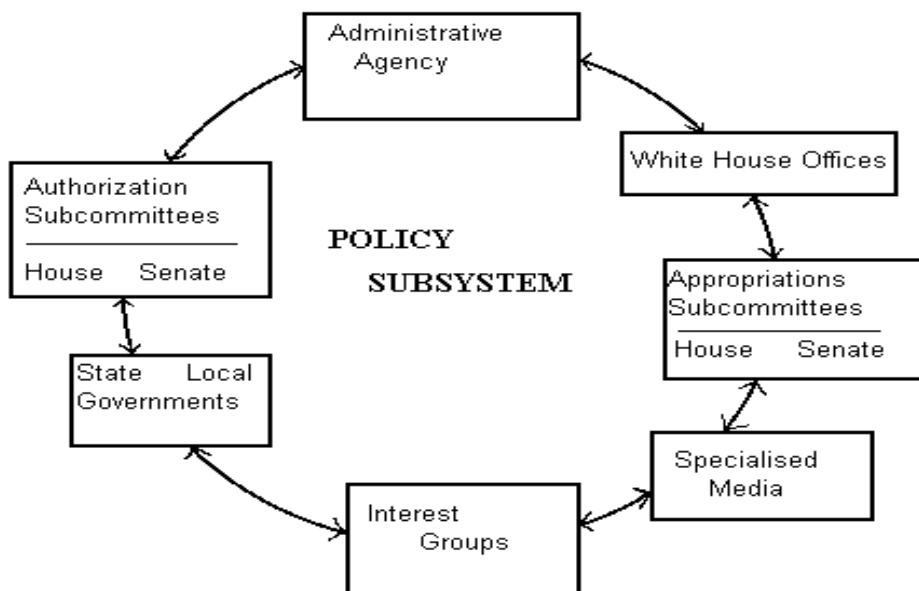 Administrative
Agency
White House Offices
Authorization
Subcommittees
House Senate
POLICY
SUBSYSTEM
Appropriations
Subcommittees
House Senate
State Local
Governments
Specialised
Media
Interest
Groups